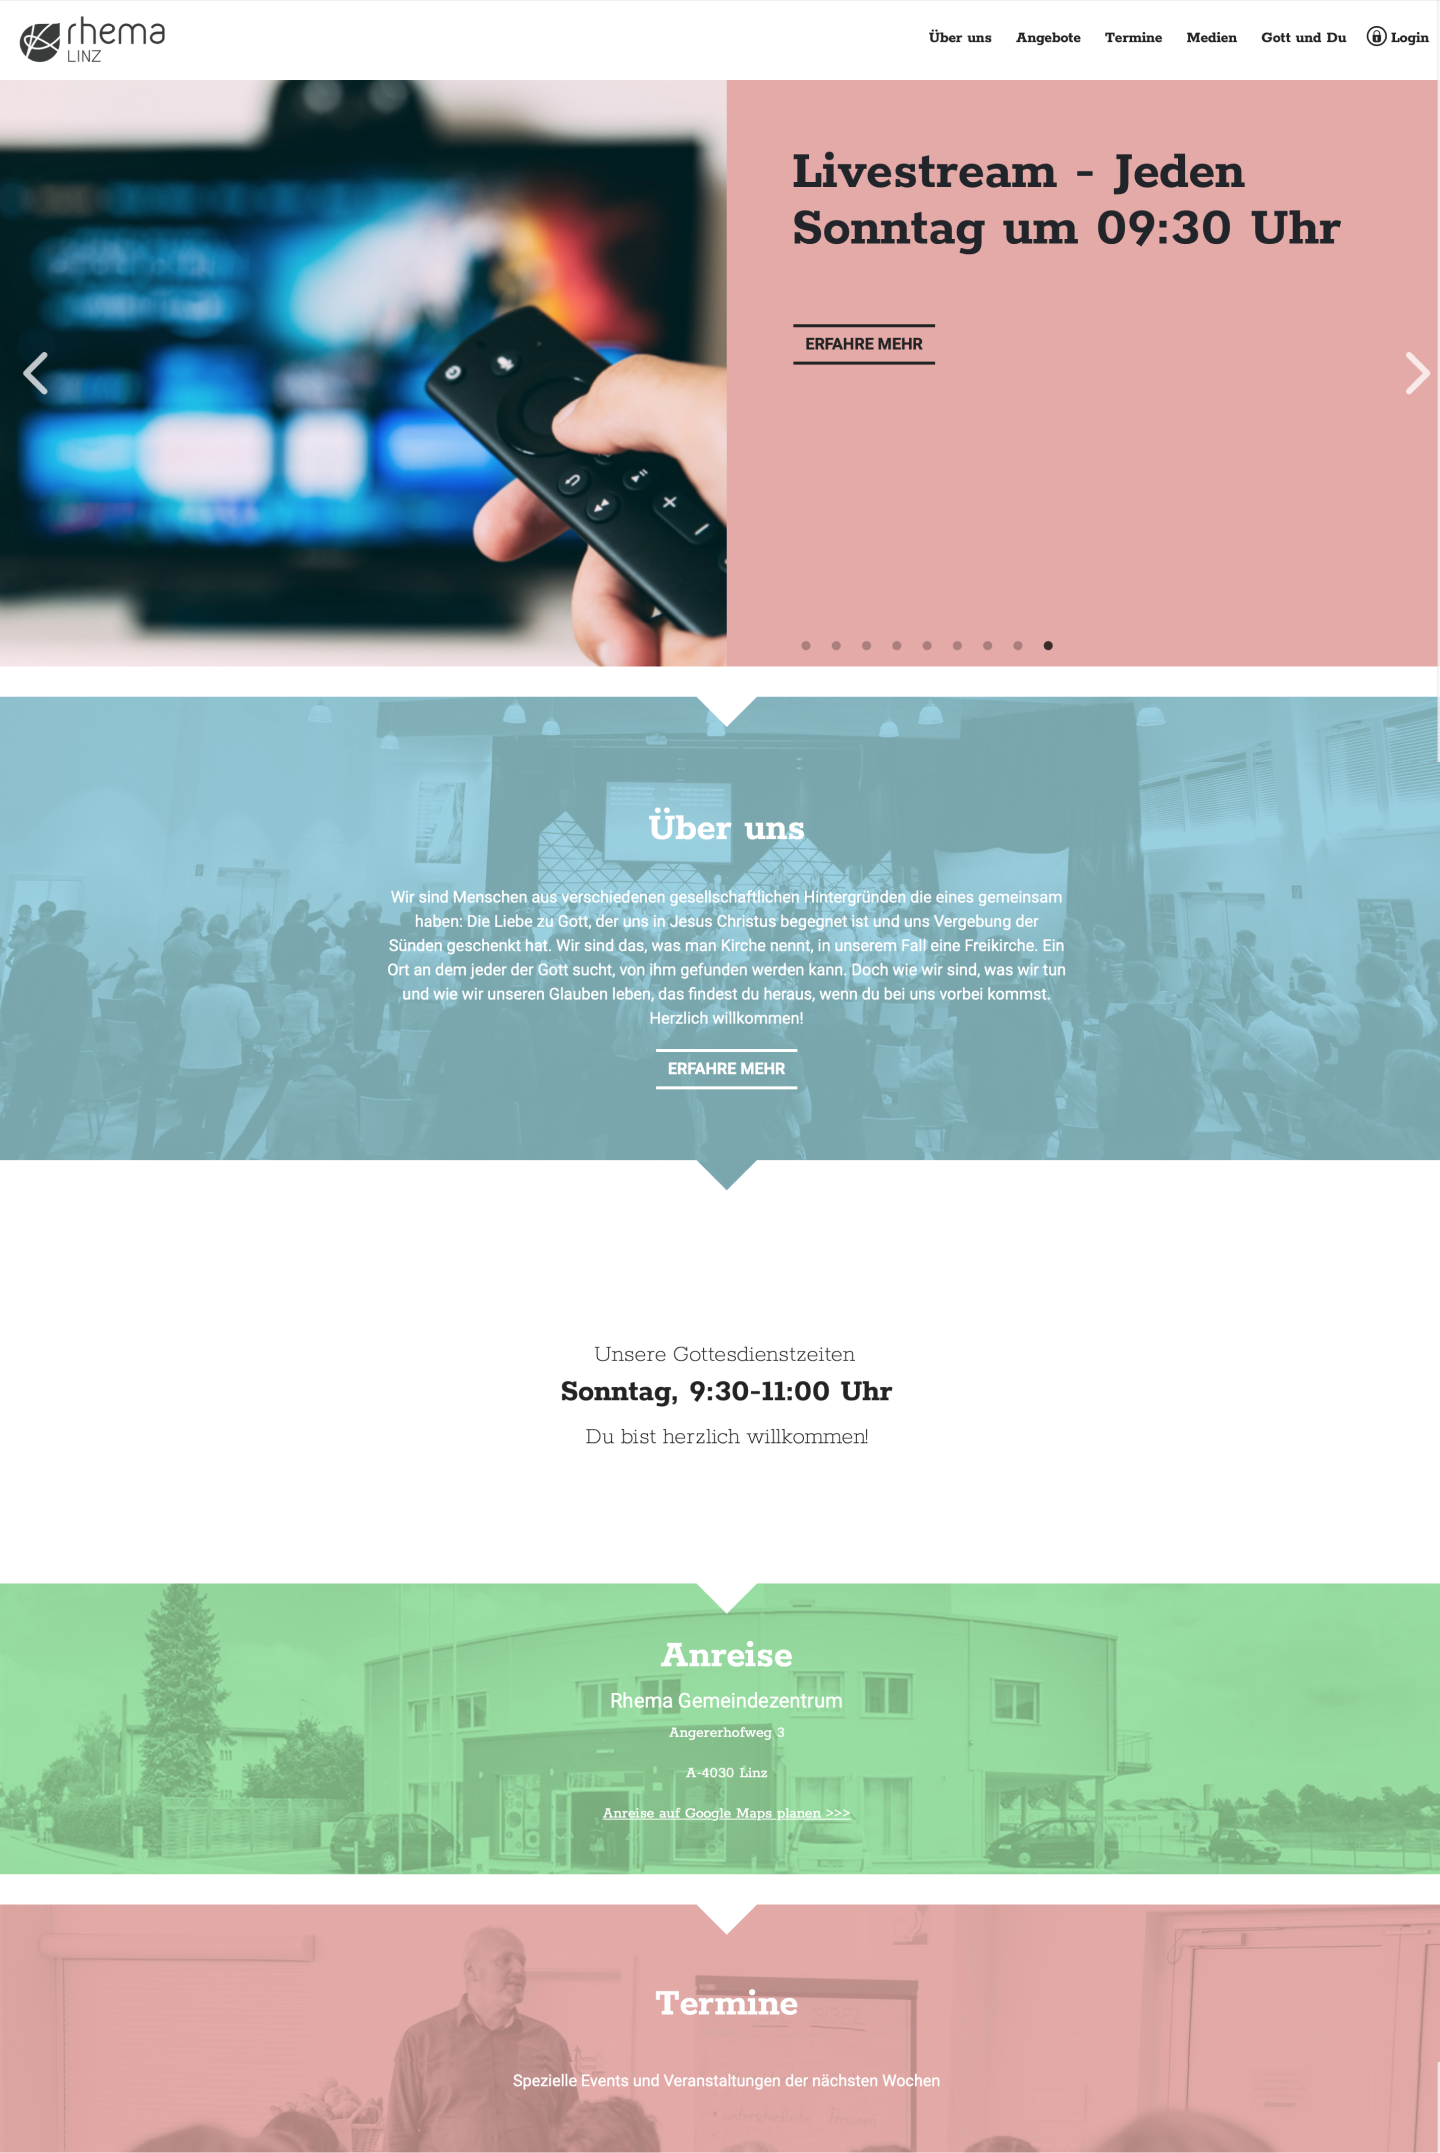 rhema
LINZ
Über uns
Angebote
Termine
Medien
Gott und Du
Login
Livestream - Jeden
Sonntag um 09:30 Uhr
ERFAHRE MEHR
Über uns
Wir sind Menschen aus verschiedenen gesellschaftlichen Hintergründen die eines gemeinsam
haben: Die Liebe zu Gott, der uns in Jesus Christus begegnet ist und uns Vergebung der
Sünden geschenkt hat. Wir sind das, was man Kirche nennt, in unserem Fall eine Freikirche. Ein
Ort an dem jeder der Gott sucht, von ihm gefunden werden kann. Doch wie wir sind, was wir tun
und wie wir unseren Glauben leben, das findest du heraus, wenn du bei uns vorbei kommst.
Herzlich willkommen!
ERFAHRE MEHR
Unsere Gottesdienstzeiten
Sonntag, 9:30-11:00 Uhr
Du bist herzlich willkommen!
Anreise
Rhema Gemeindezentrum
Angererhofweg 3
A-4030 Linz
Anreise auf Google Maps planen >>>
Termine
Spezielle Events und Veranstaltungen der nächsten Wochen